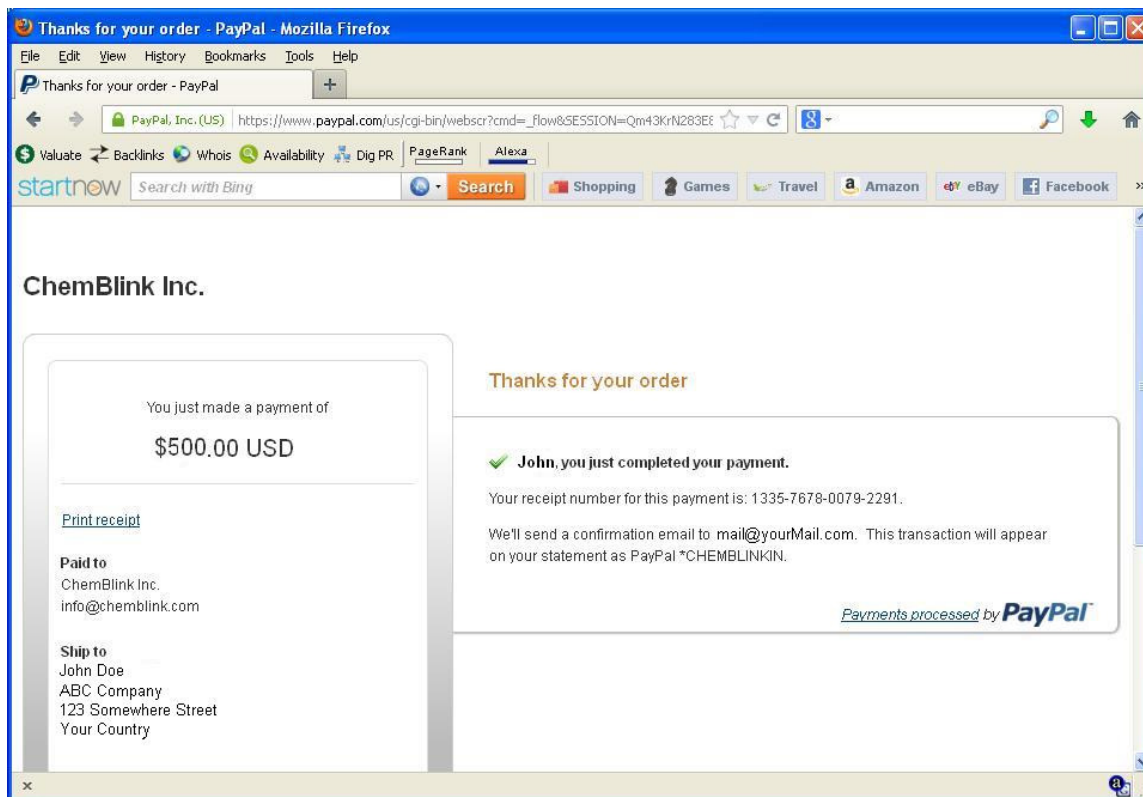 Thanks for your order - PayPal - Mozilla Firefox
File Edit View History Bookmarks Tools Help
Thanks for your order - PayPal
PayPal, Inc. (US) https://www.paypal.com/us/cgi-bin/webscr?cmd=_flow&SESSION=Qm43KrN283E
Valuate Backlinks Whois Availability Dig PR PageRank Alexa
startnow Search with Bing Search Shopping Games Travel Amazon eBay Facebook
ChemBlink Inc.
You just made a payment of
$500.00 USD
Print receipt
Paid to
ChemBlink Inc.
info@chemblink.com
Ship to
John Doe
ABC Company
123 Somewhere Street
Your Country
Thanks for your order
John, you just completed your payment.
Your receipt number for this payment is: 1335-7678-0079-2291.
We'll send a confirmation email to mail@yourMail.com. This transaction will appear
on your statement as PayPal *CHEMBLINKIN.
Payments processed by PayPal